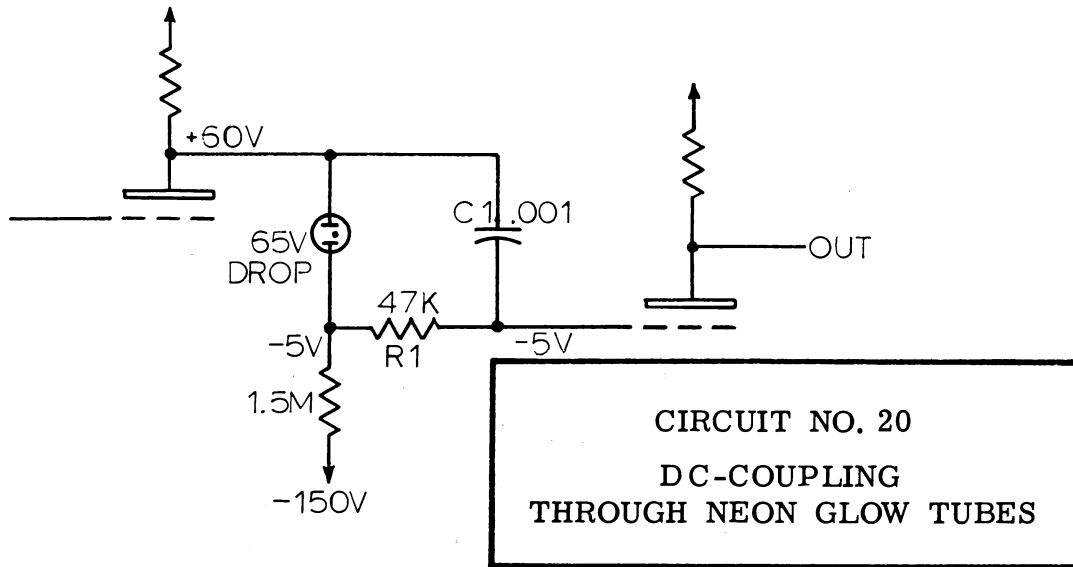 +60V
65V
DROP
C1 .001
OUT
47K
R1
-5V
-5V
1.5M
-150V
CIRCUIT NO. 20
DC-COUPLING
THROUGH NEON GLOW TUBES